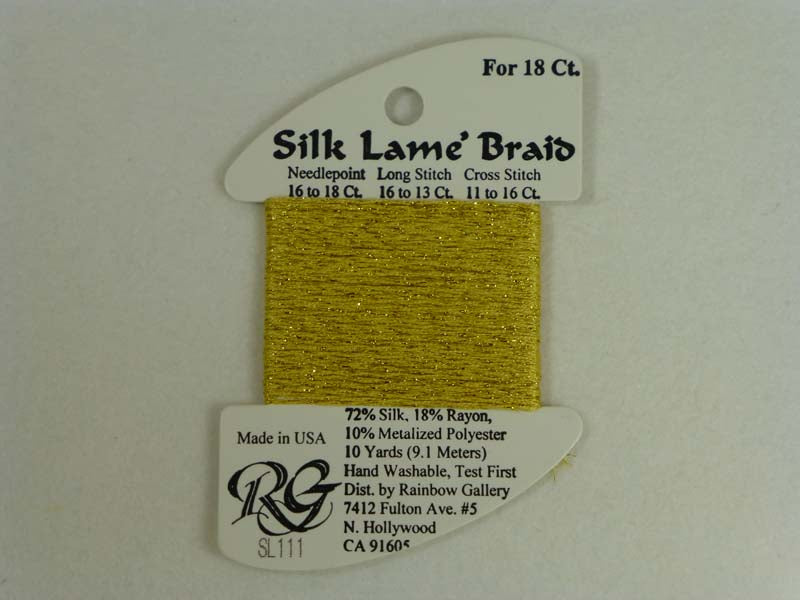 For 18 Ct.
Silk Lamé Braid
Needlepoint Long Stitch Cross Stitch
16 to 18 Ct. 16 to 13 Ct. 11 to 16 Ct.
72% Silk, 18% Rayon,
10% Metalized Polyester
10 Yards (9.1 Meters)
Hand Washable, Test First
Dist. by Rainbow Gallery
7412 Fulton Ave. #5
N. Hollywood
CA 91605
Made in USA
RG
SL111